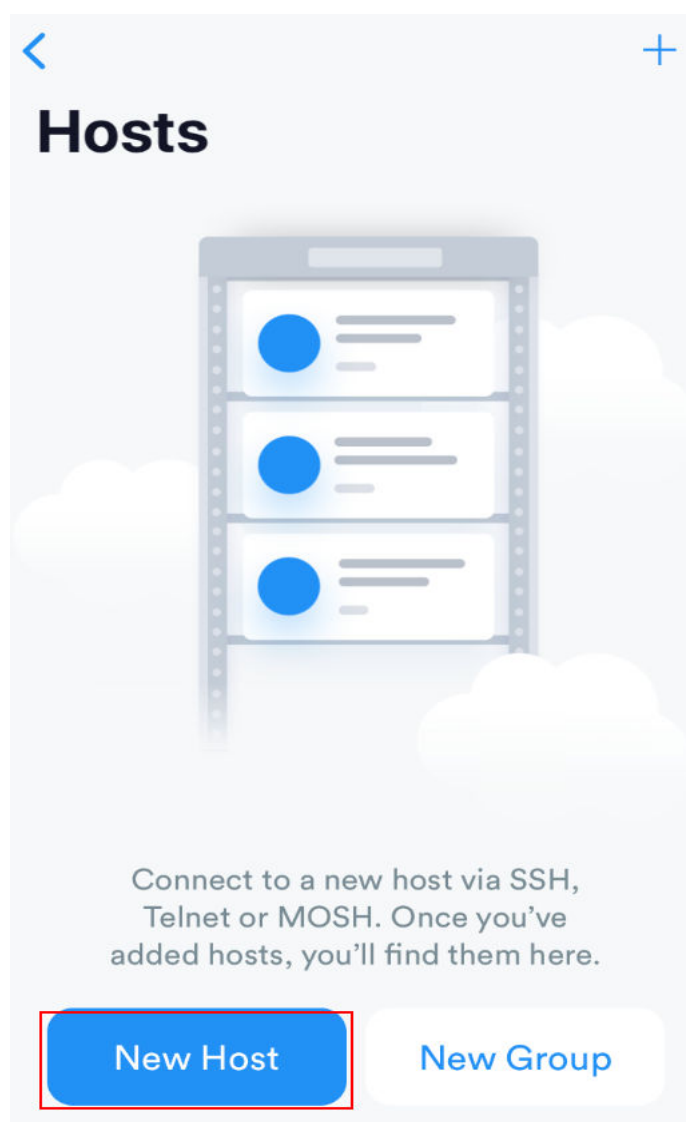 Hosts
Connect to a new host via SSH,
Telnet or MOSH. Once you’ve
added hosts, you’ll find them here.
New Host
New Group